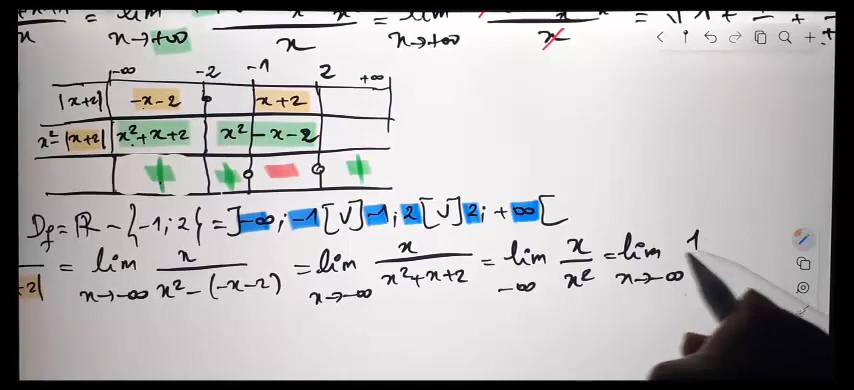 = lim = lim
x x→+∞ x x→+∞ x
-∞ -2 -1 2 +∞
|x+2| -x-2 x+2
x²-|x+2| x²+x+2 x²-x-2
+ + - +
Df = ℝ - {-1; 2} = ]-∞; -1[ ∪ ]-1; 2[ ∪ ]2; +∞[
+2| = lim x→-∞ x/(x²-(-x-2)) = lim x→-∞ x/(x²+x+2) = lim -∞ x/x² = lim x→-∞ 1